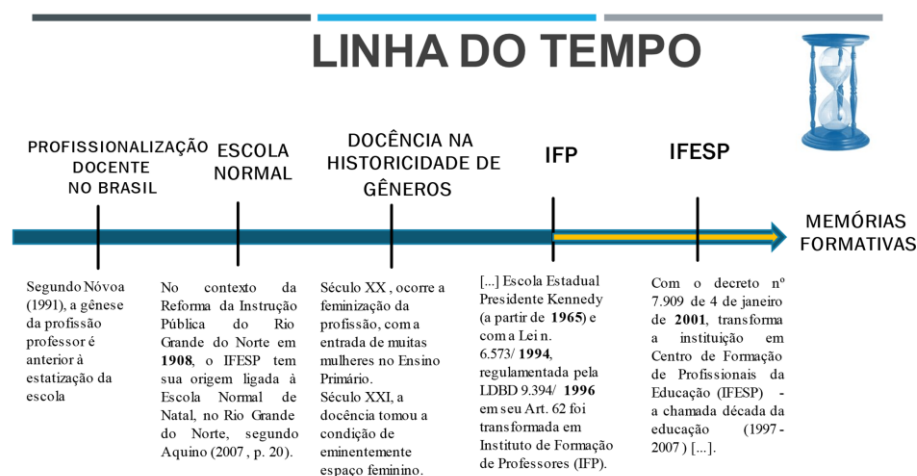 LINHA DO TEMPO
PROFISSIONALIZAÇÃO
DOCENTE
NO BRASIL
ESCOLA
NORMAL
DOCÊNCIA NA
HISTORICIDADE DE
GÊNEROS
IFP
IFESP
MEMÓRIAS
FORMATIVAS
Segundo Nóvoa
(1991), a gênese
da profissão
professor é
anterior à
estatização da
escola
No contexto da
Reforma da Instrução
Pública do Rio
Grande do Norte em
1908, o IFESP tem
sua origem ligada à
Escola Normal de
Natal, no Rio Grande
do Norte, segundo
Aquino (2007, p. 20).
Século XX , ocorre a
feminização da
profissão, com a
entrada de muitas
mulheres no Ensino
Primário.
Século XXI, a
docência tomou a
condição de
eminentemente
espaço feminino.
[...] Escola Estadual
Presidente Kennedy
(a partir de 1965) e
com a Lei n.
6.573/ 1994,
regulamentada pela
LDBD 9.394/ 1996
em seu Art. 62 foi
transformada em
Instituto de Formação
de Professores (IFP).
Com o decreto nº
7.909 de 4 de janeiro
de 2001, transforma
a instituição em
Centro de Formação
de Profissionais da
Educação (IFESP) -
a chamada década da
educação (1997-
2007) [...].